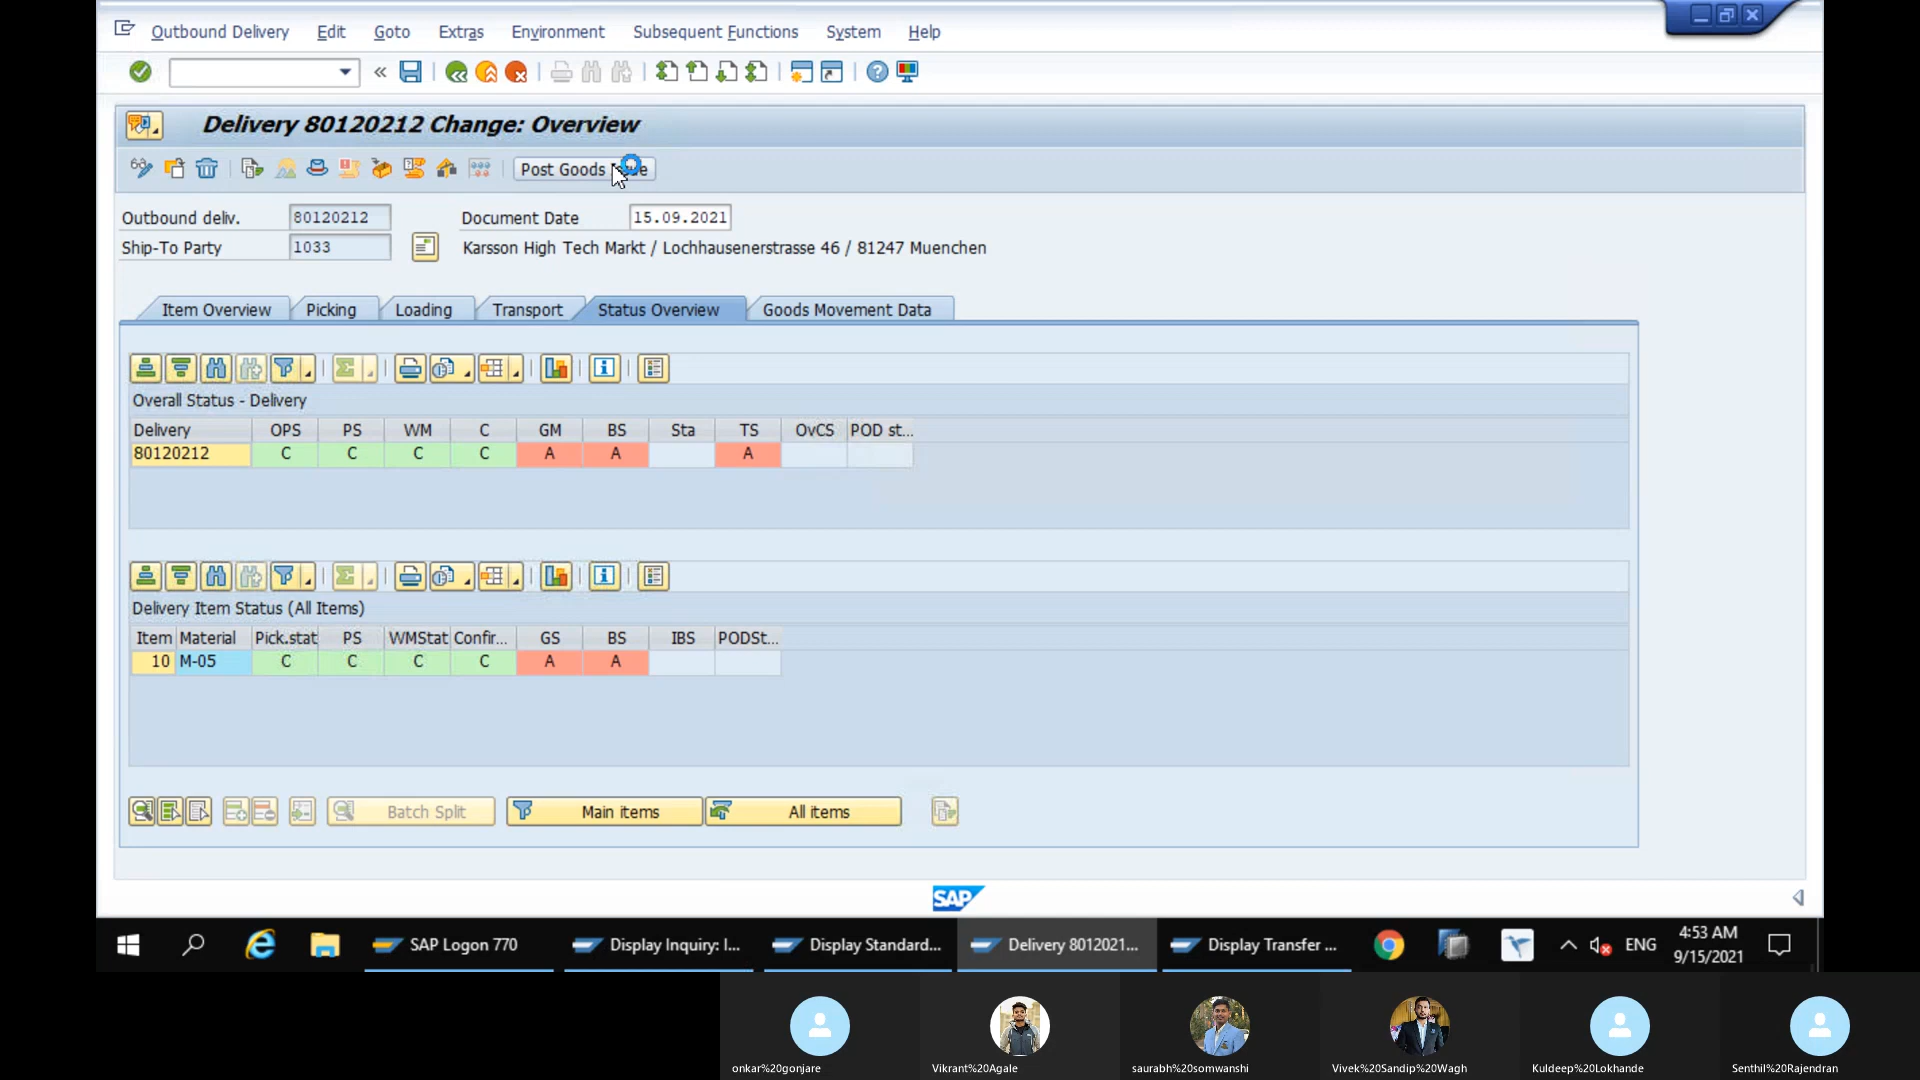 Outbound Delivery Edit Goto Extras Environment Subsequent Functions System Help
Delivery 80120212 Change: Overview
Post Goods
Outbound deliv. 80120212 Document Date 15.09.2021
Ship-To Party 1033 Karsson High Tech Markt / Lochhausenerstrasse 46 / 81247 Muenchen
Item Overview Picking Loading Transport Status Overview Goods Movement Data
Overall Status - Delivery
Delivery OPS PS WM C GM BS Sta TS OvCS POD st...
80120212 C C C C A A A
Delivery Item Status (All Items)
Item Material Pick.stat PS WMStat Confir... GS BS IBS PODSt...
10 M-05 C C C C A A
Batch Split Main items All items
SAP
SAP Logon 770 Display Inquiry: I... Display Standard... Delivery 8012021... Display Transfer ... ENG 4:53 AM
9/15/2021
onkar%20gonjare Vikrant%20Agale saurabh%20somwanshi Vivek%20Sandip%20Wagh Kuldeep%20Lokhande Senthil%20Rajendran